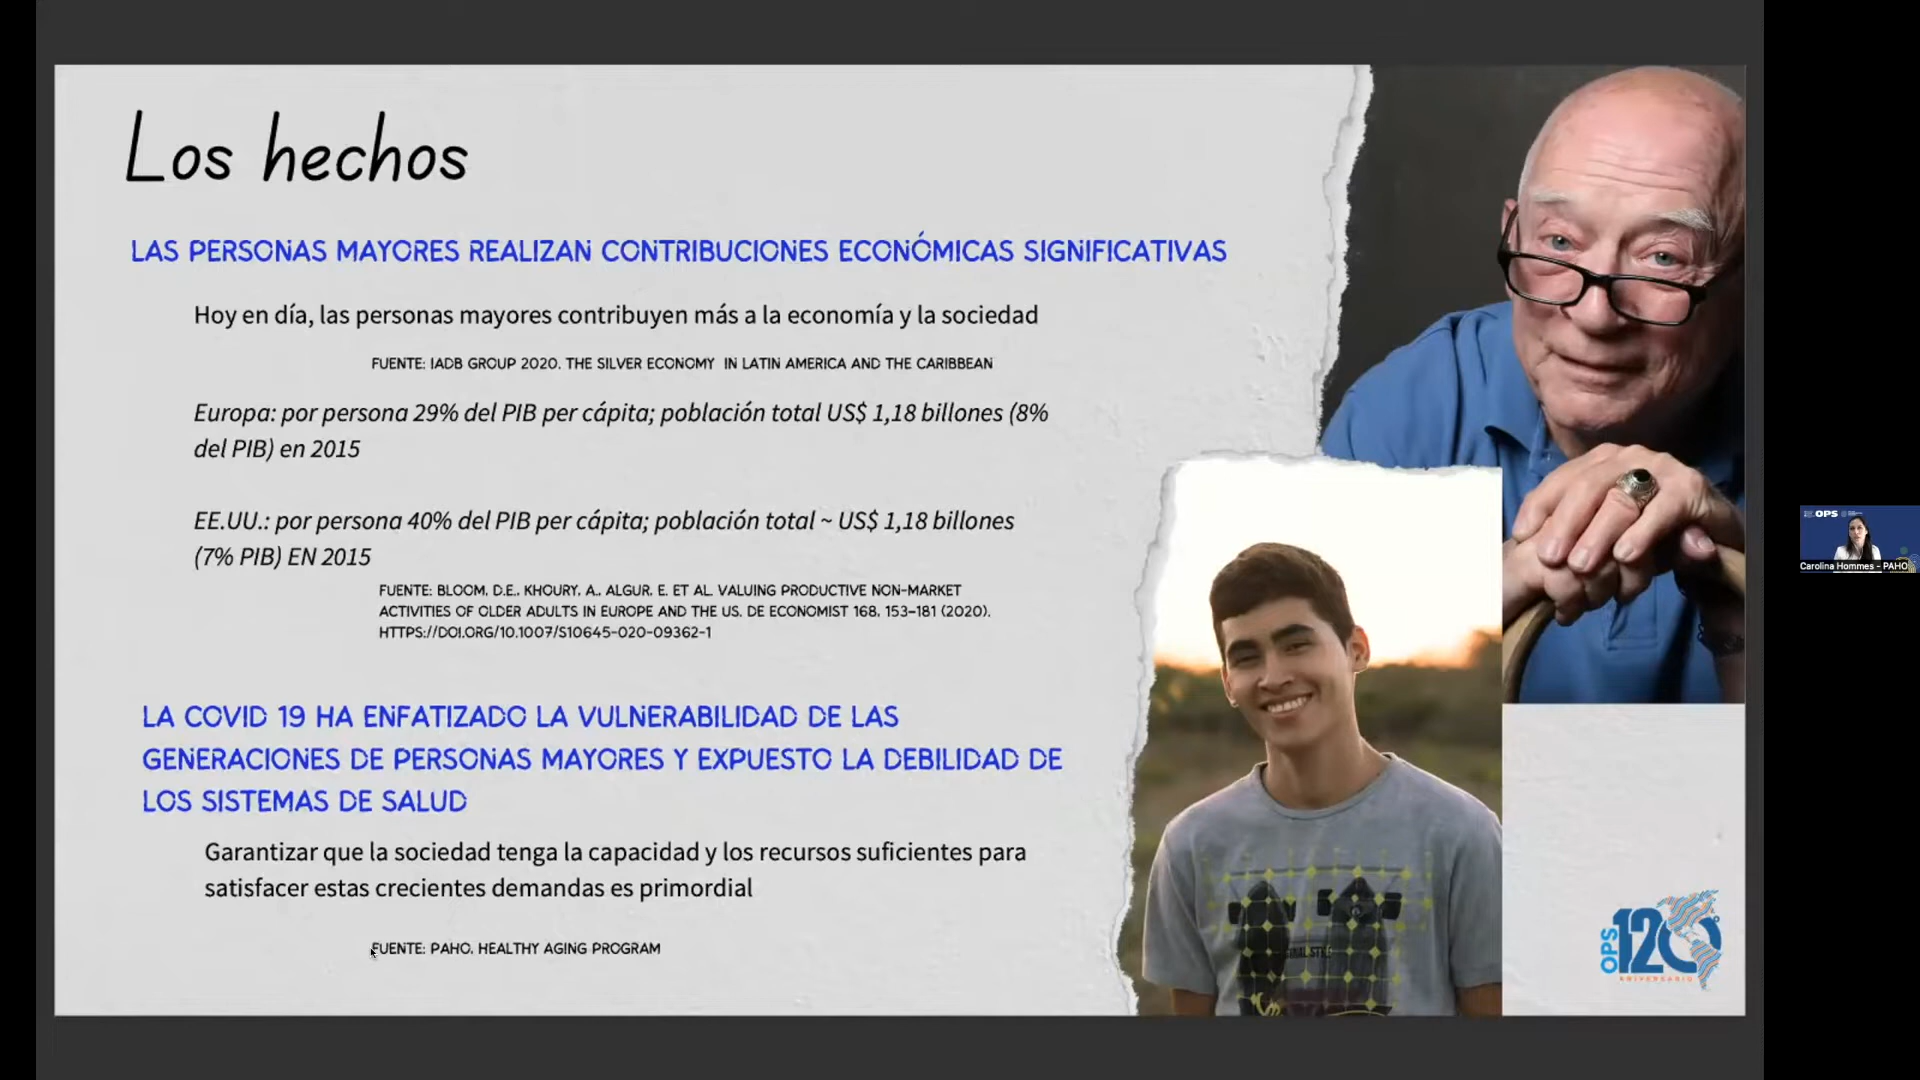 Los hechos
LAS PERSONAS MAYORES REALIZAN CONTRIBUCIONES ECONÓMICAS SIGNIFICATIVAS
Hoy en día, las personas mayores contribuyen más a la economía y la sociedad
FUENTE: IADB GROUP 2020. THE SILVER ECONOMY IN LATIN AMERICA AND THE CARIBBEAN
Europa: por persona 29% del PIB per cápita; población total US$ 1,18 billones (8%
del PIB) en 2015
EE.UU.: por persona 40% del PIB per cápita; población total ~ US$ 1,18 billones
(7% PIB) EN 2015
FUENTE: BLOOM, D.E., KHOURY, A., ALGUR, E. ET AL. VALUING PRODUCTIVE NON-MARKET
ACTIVITIES OF OLDER ADULTS IN EUROPE AND THE US. DE ECONOMIST 168, 153–181 (2020).
HTTPS://DOI.ORG/10.1007/S10645-020-09362-1
LA COVID 19 HA ENFATIZADO LA VULNERABILIDAD DE LAS
GENERACIONES DE PERSONAS MAYORES Y EXPUESTO LA DEBILIDAD DE
LOS SISTEMAS DE SALUD
Garantizar que la sociedad tenga la capacidad y los recursos suficientes para
satisfacer estas crecientes demandas es primordial
FUENTE: PAHO. HEALTHY AGING PROGRAM
OPS
120
ANIVERSARIO
OPS
Carolina Hommes - PAHO